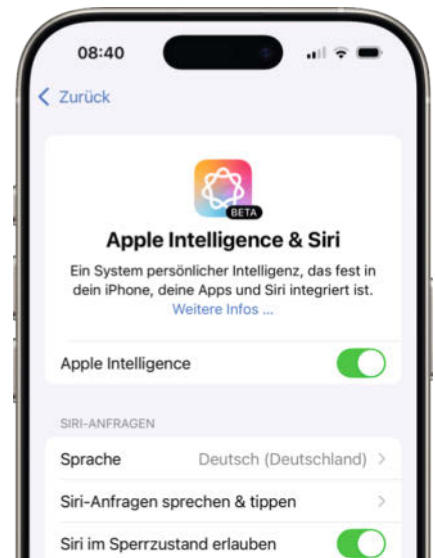 08:40
Zurück
BETA
Apple Intelligence & Siri
Ein System persönlicher Intelligenz, das fest in
dein iPhone, deine Apps und Siri integriert ist.
Weitere Infos ...
Apple Intelligence
SIRI-ANFRAGEN
Sprache Deutsch (Deutschland)
Siri-Anfragen sprechen & tippen
Siri im Sperrzustand erlauben